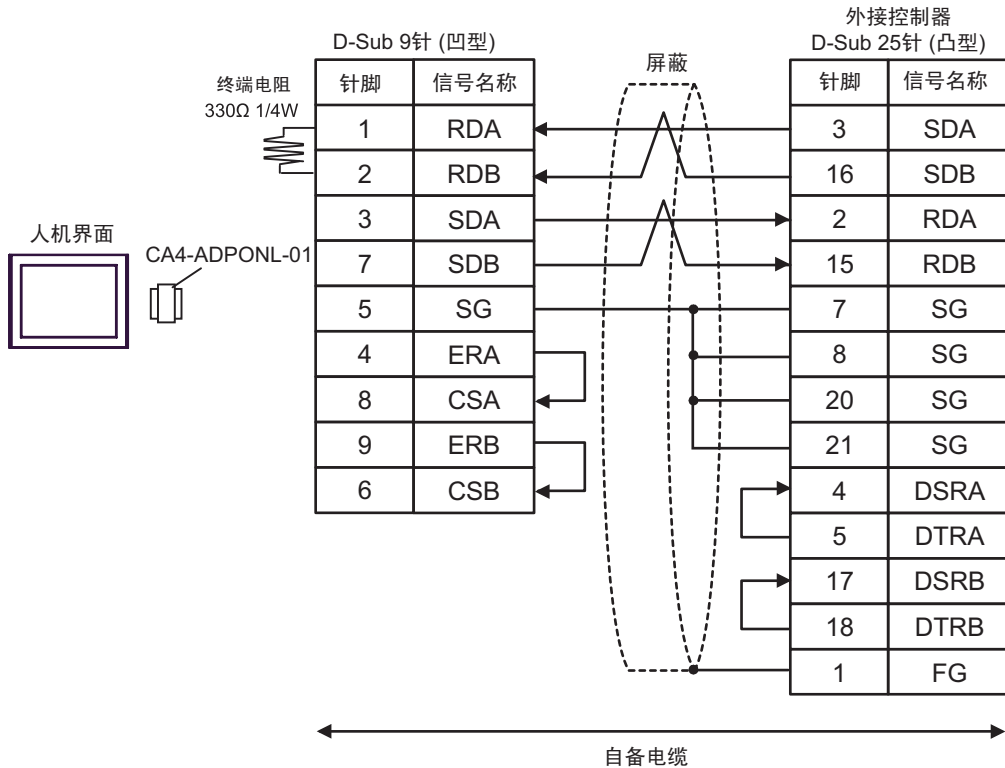 外接控制器
D-Sub 9针 (凹型)
D-Sub 25针 (凸型)
屏蔽
终端电阻
330Ω 1/4W
针脚 信号名称
1 RDA
2 RDB
3 SDA
7 SDB
5 SG
4 ERA
8 CSA
9 ERB
6 CSB
人机界面
CA4-ADPONL-01
针脚 信号名称
3 SDA
16 SDB
2 RDA
15 RDB
7 SG
8 SG
20 SG
21 SG
4 DSRA
5 DTRA
17 DSRB
18 DTRB
1 FG
自备电缆